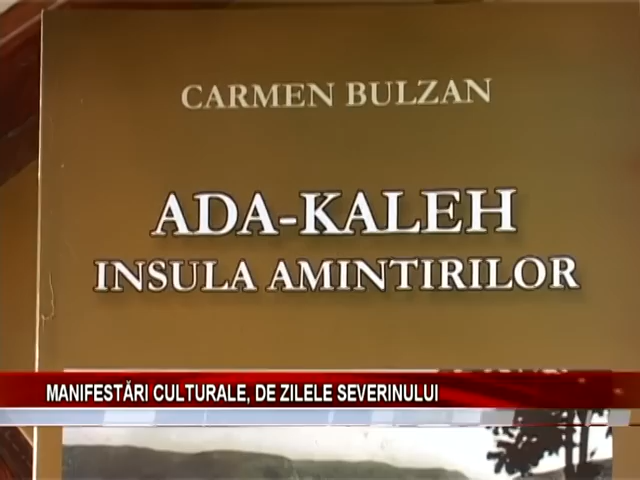 CARMEN BULZAN
ADA-KALEH
INSULA AMINTIRILOR
MANIFESTĂRI CULTURALE, DE ZILELE SEVERINULUI